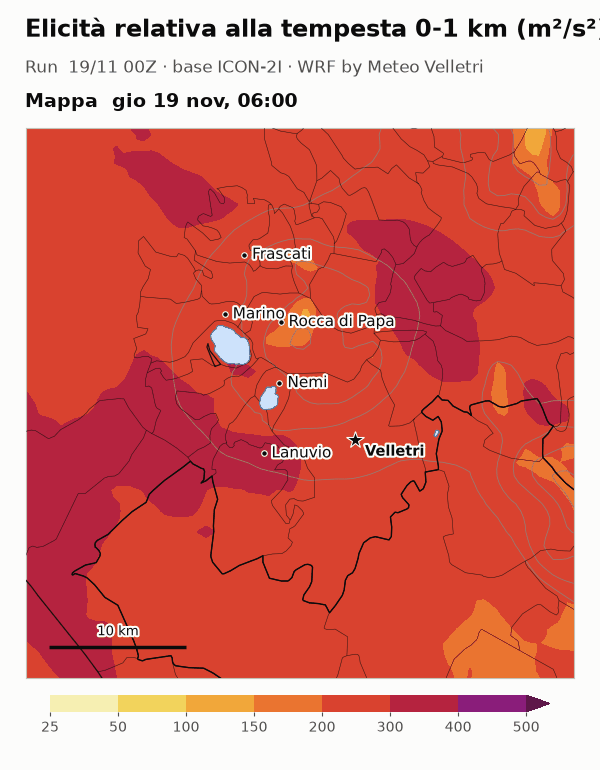 Elicità relativa alla tempesta 0-1 km (m²/s²)
Run  19/11 00Z · base ICON-2I · WRF by Meteo Velletri
Mappa  gio 19 nov, 06:00
Frascati
Marino
Rocca di Papa
Nemi
Velletri
Lanuvio
10 km
25 50 100 150 200 300 400 500